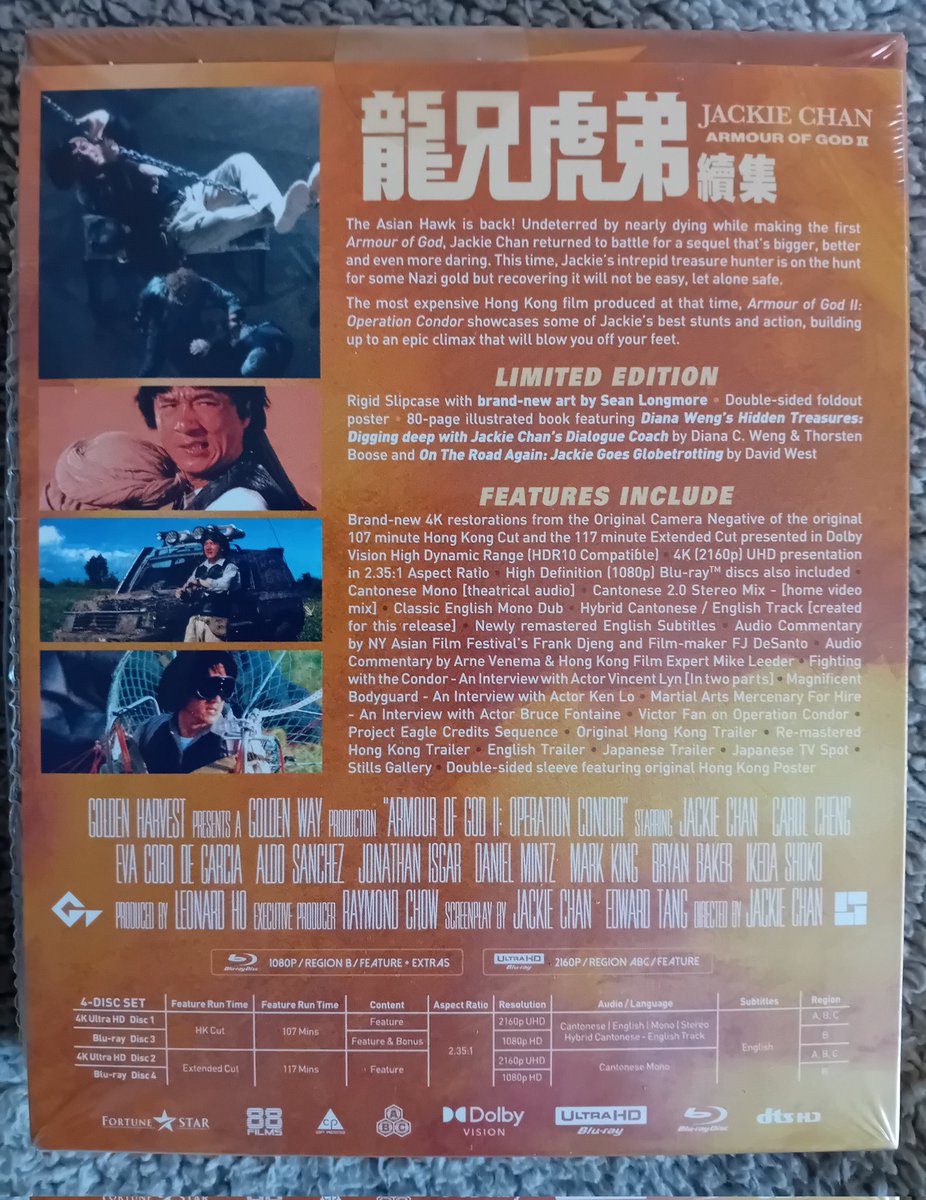 龍兄虎弟
JACKIE CHAN
ARMOUR OF GOD II
續集
The Asian Hawk is back! Undeterred by nearly dying while making the first
Armour of God, Jackie Chan returned to battle for a sequel that's bigger, better
and even more daring. This time, Jackie's intrepid treasure hunter is on the hunt
for some Nazi gold but recovering it will not be easy, let alone safe.
The most expensive Hong Kong film produced at that time, Armour of God II:
Operation Condor showcases some of Jackie's best stunts and action, building
up to an epic climax that will blow you off your feet.
LIMITED EDITION
Rigid Slipcase with brand-new art by Sean Longmore • Double-sided foldout
poster • 80-page illustrated book featuring Diana Weng's Hidden Treasures:
Digging deep with Jackie Chan's Dialogue Coach by Diana C. Weng & Thorsten
Boose and On The Road Again: Jackie Goes Globetrotting by David West
FEATURES INCLUDE
Brand-new 4K restorations from the Original Camera Negative of the original
107 minute Hong Kong Cut and the 117 minute Extended Cut presented in Dolby
Vision High Dynamic Range (HDR10 Compatible) • 4K (2160p) UHD presentation
in 2.35:1 Aspect Ratio • High Definition (1080p) Blu-ray™ discs also included •
Cantonese Mono [theatrical audio] • Cantonese 2.0 Stereo Mix - [home video
mix] • Classic English Mono Dub • Hybrid Cantonese / English Track [created
for this release] • Newly remastered English Subtitles • Audio Commentary
by NY Asian Film Festival's Frank Djeng and Film-maker FJ DeSanto • Audio
Commentary by Arne Venema & Hong Kong Film Expert Mike Leeder • Fighting
with the Condor - An Interview with Actor Vincent Lyn [In two parts] • Magnificent
Bodyguard - An Interview with Actor Ken Lo • Martial Arts Mercenary For Hire
- An Interview with Actor Bruce Fontaine • Victor Fan on Operation Condor •
Project Eagle Credits Sequence • Original Hong Kong Trailer • Re-mastered
Hong Kong Trailer • English Trailer • Japanese Trailer • Japanese TV Spot •
Stills Gallery • Double-sided sleeve featuring original Hong Kong Poster
GOLDEN HARVEST PRESENTS A GOLDEN WAY PRODUCTION "ARMOUR OF GOD II: OPERATION CONDOR" STARRING JACKIE CHAN CAROL CHENG
EVA COBO DE GARCIA ALDO SANCHEZ JONATHAN ISGAR DANIEL MINTZ MARK KING BRYAN BAKER IKEDA SHOKO
PRODUCED BY LEONARD HO EXECUTIVE PRODUCER RAYMOND CHOW SCREENPLAY BY JACKIE CHAN EDWARD TANG DIRECTED BY JACKIE CHAN
Blu-ray Disc 1080P / REGION B / FEATURE + EXTRAS
ULTRA HD Blu-ray 2160P / REGION ABC / FEATURE
4-DISC SET Feature Run Time Feature Run Time Content Aspect Ratio Resolution Audio / Language Subtitles Region
4K Ultra HD Disc 1 HK Cut 107 Mins Feature 2.35:1 2160p UHD Cantonese | English | Mono | Stereo English A, B, C
Blu-ray Disc 3 Feature & Bonus 1080p HD Hybrid Cantonese - English Track B
4K Ultra HD Disc 2 Extended Cut 117 Mins Feature 2160p UHD Cantonese Mono A, B, C
Blu-ray Disc 4 1080p HD B
FORTUNE STAR
88 FILMS
cp
COPY PROTECTED
A B C
Dolby VISION
ULTRA HD Blu-ray
Blu-ray Disc
dts HD
FORTUNE STAR